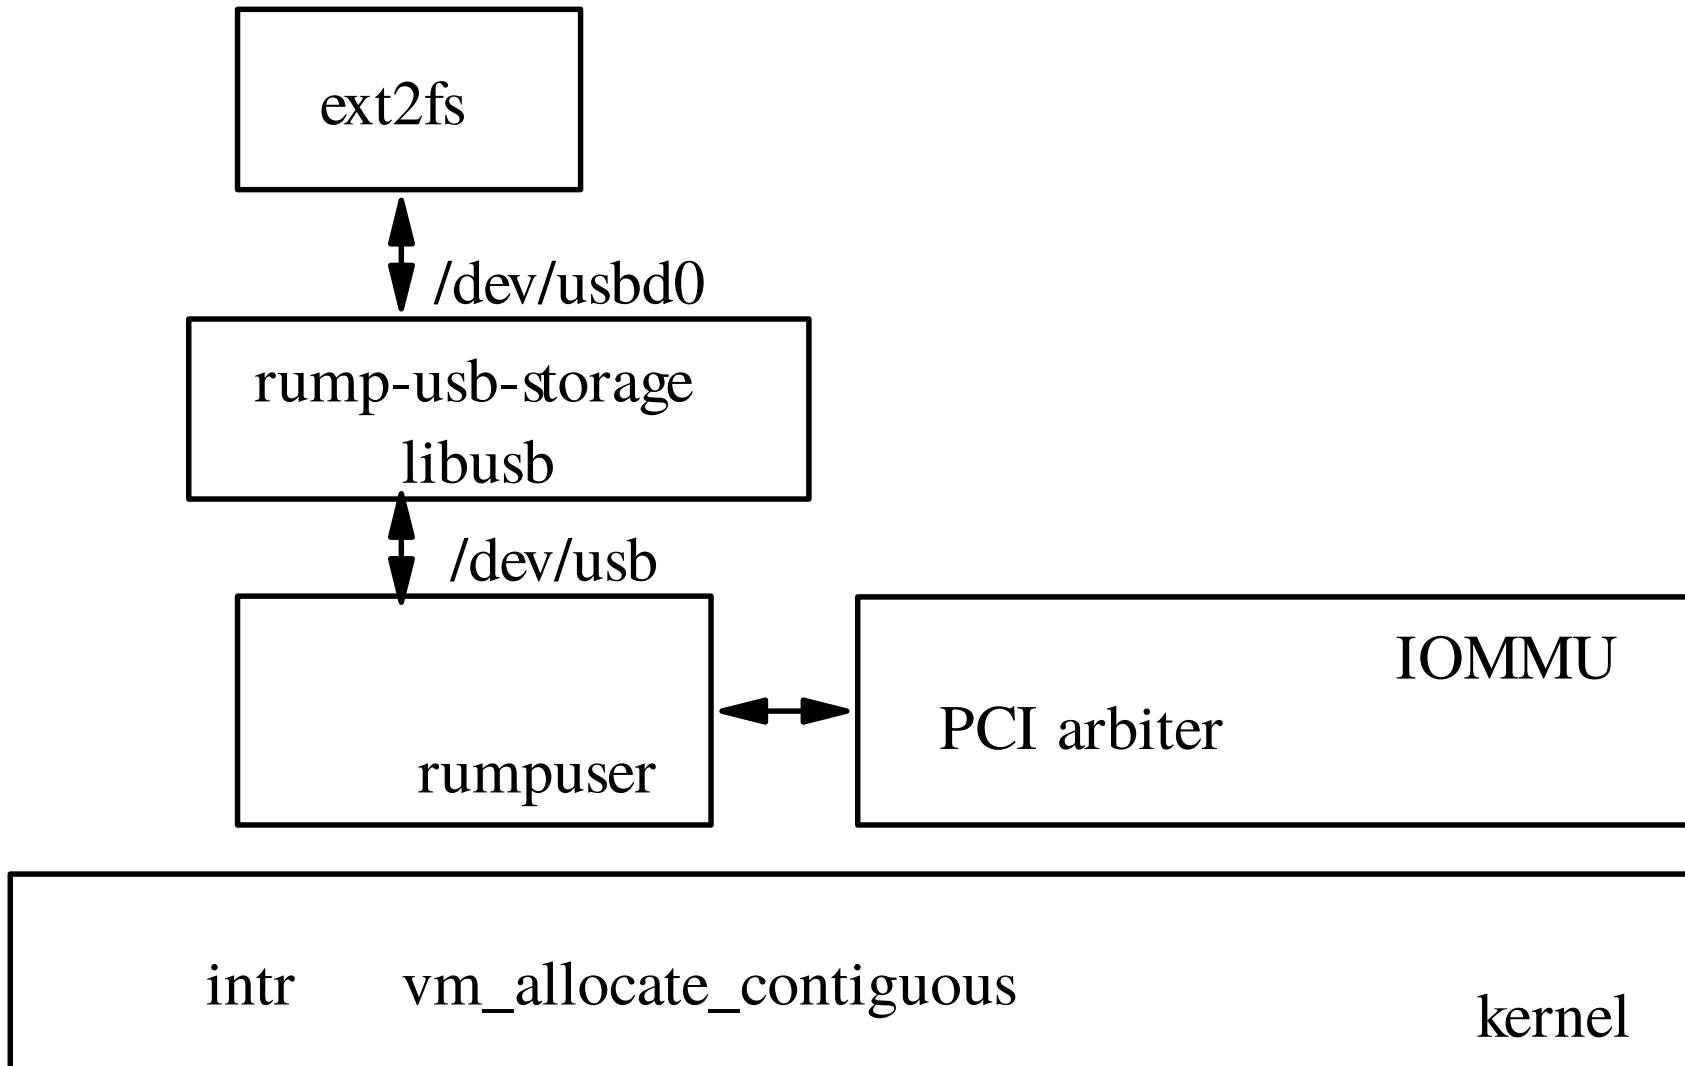 ext2fs
/dev/usbd0
rump-usb-storage
libusb
/dev/usb
IOMMU
PCI arbiter
rumpuser
intr vm_allocate_contiguous
kernel